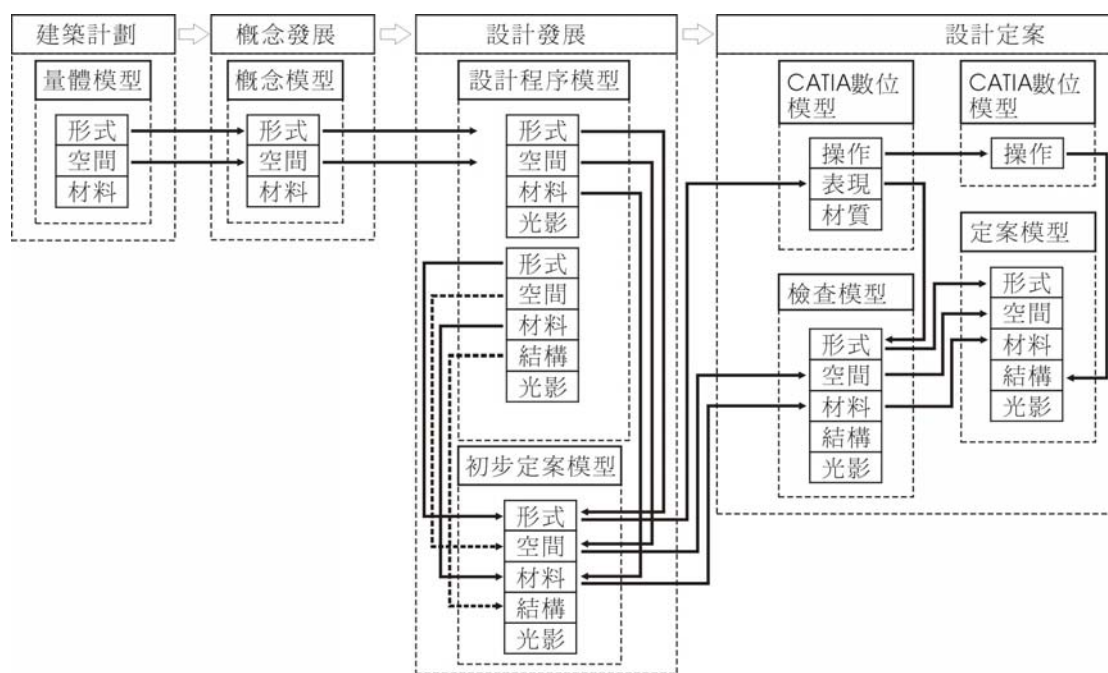 建築計劃
概念發展
設計發展
設計定案
量體模型
形式
空間
材料
概念模型
形式
空間
材料
設計程序模型
形式
空間
材料
光影
形式
空間
材料
結構
光影
初步定案模型
形式
空間
材料
結構
光影
CATIA數位
模型
操作
表現
材質
檢查模型
形式
空間
材料
結構
光影
CATIA數位
模型
操作
定案模型
形式
空間
材料
結構
光影